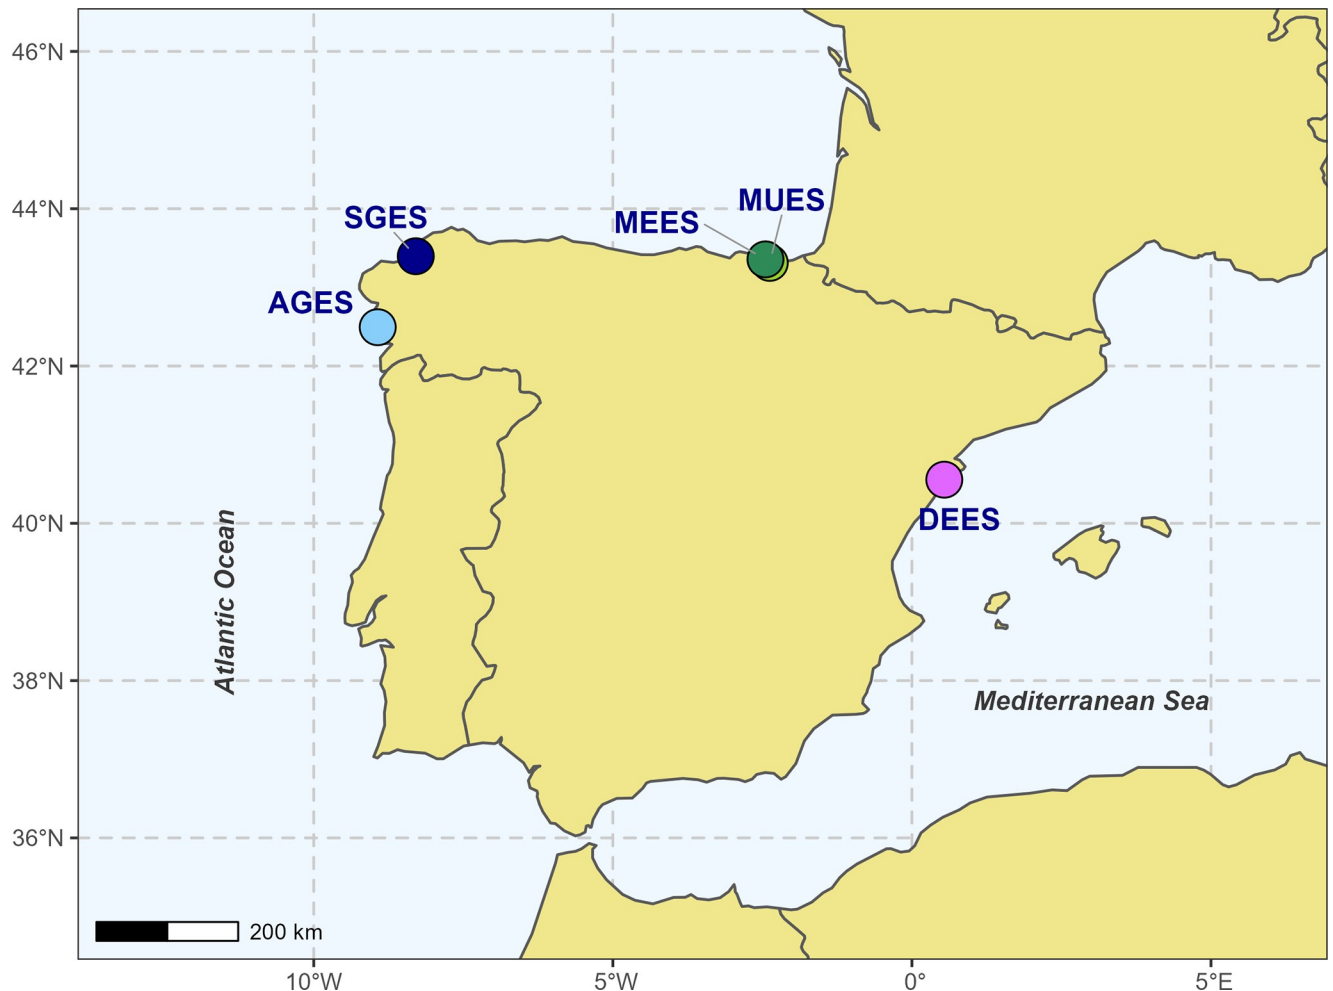 46°N
44°N
42°N
40°N
38°N
36°N
MUES
SGES
MEES
AGES
DEES
Atlantic Ocean
Mediterranean Sea
200 km
10°W
5°W
0°
5°E